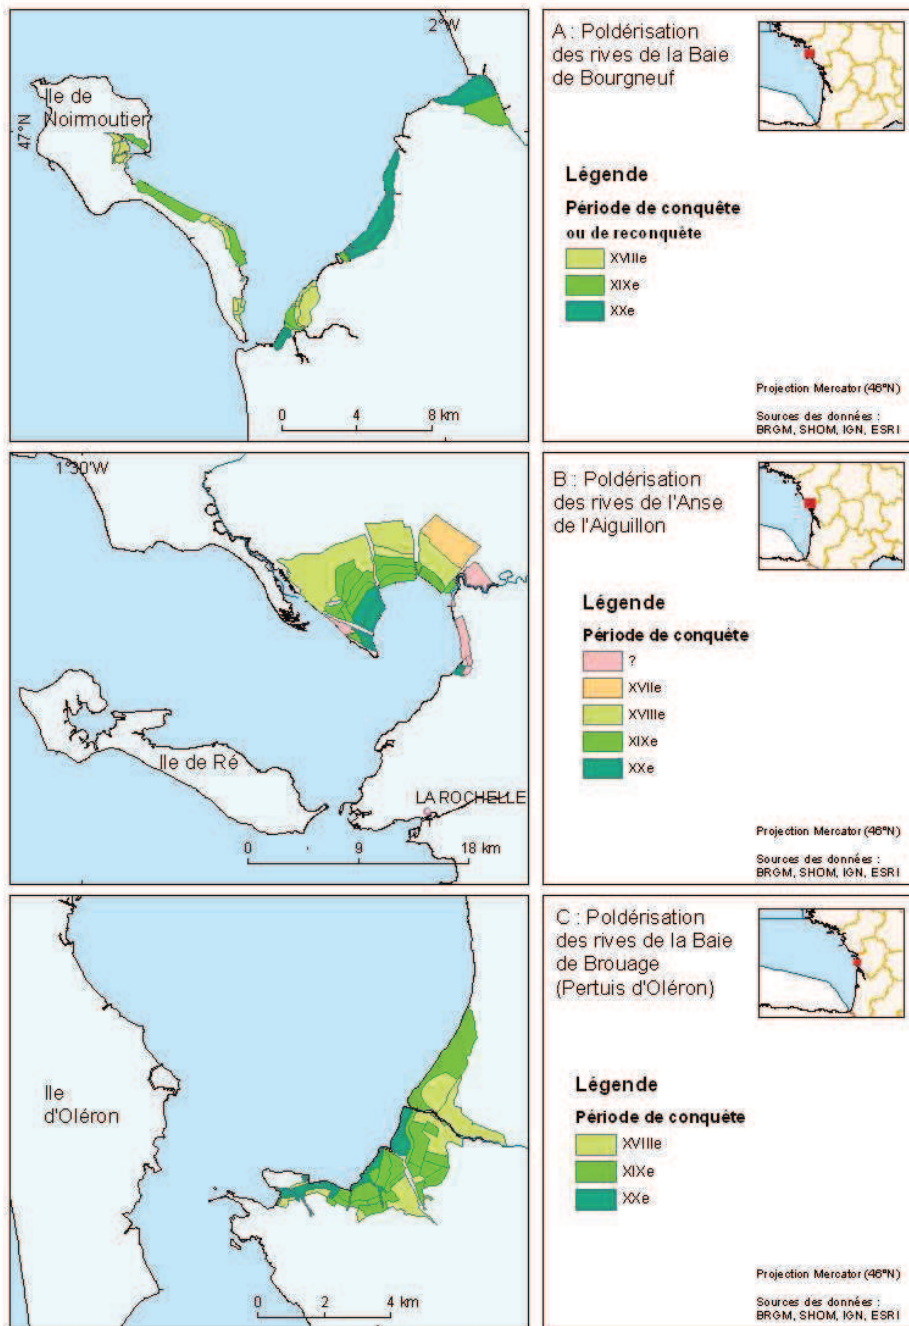 2°W
Ile de
Noirmoutier
47°N
0 4 8 km
A : Poldérisation
des rives de la Baie
de Bourgneuf
Légende
Période de conquête
ou de reconquête
XVIIIe
XIXe
XXe
Projection Mercator (46°N)
Sources des données :
BRGM, SHOM, IGN, ESRI
1°30'W
Ile de Ré
LA ROCHELLE
0 9 18 km
B : Poldérisation
des rives de l'Anse
de l'Aiguillon
Légende
Période de conquête
?
XVIIe
XVIIIe
XIXe
XXe
Projection Mercator (46°N)
Sources des données :
BRGM, SHOM, IGN, ESRI
Ile
d'Oléron
0 2 4 km
C : Poldérisation
des rives de la Baie
de Brouage
(Pertuis d'Oléron)
Légende
Période de conquête
XVIIIe
XIXe
XXe
Projection Mercator (46°N)
Sources des données :
BRGM, SHOM, IGN, ESRI